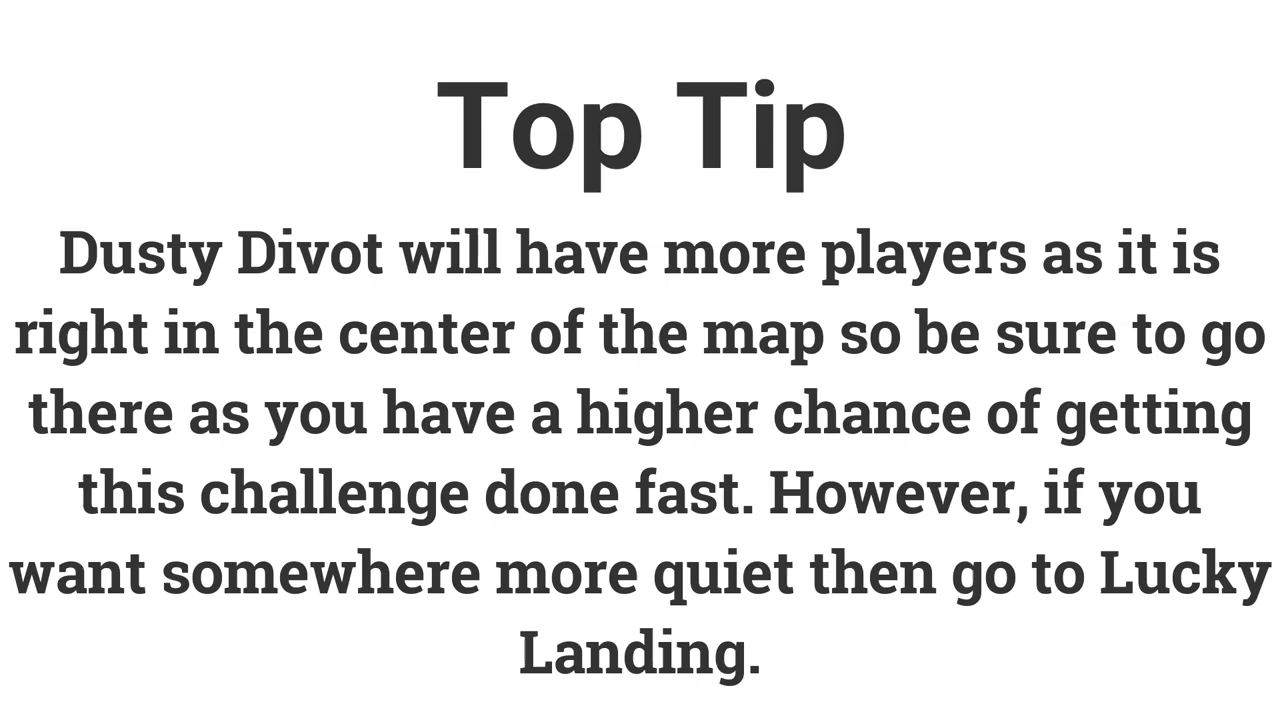 Top Tip
Dusty Divot will have more players as it is
right in the center of the map so be sure to go
there as you have a higher chance of getting
this challenge done fast. However, if you
want somewhere more quiet then go to Lucky
Landing.